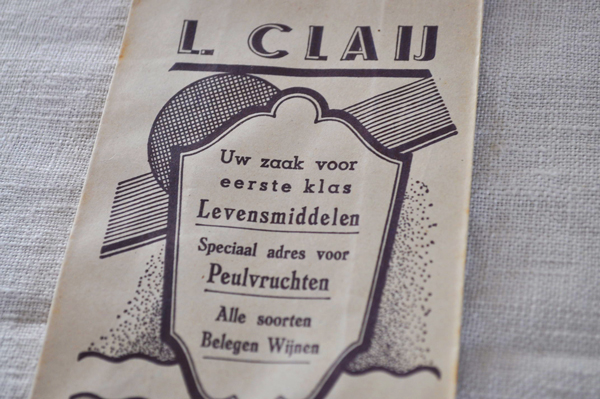 L. CLAIJ
Uw zaak voor
eerste klas
Levensmiddelen
Speciaal adres voor
Peulvruchten
Alle soorten
Belegen Wijnen